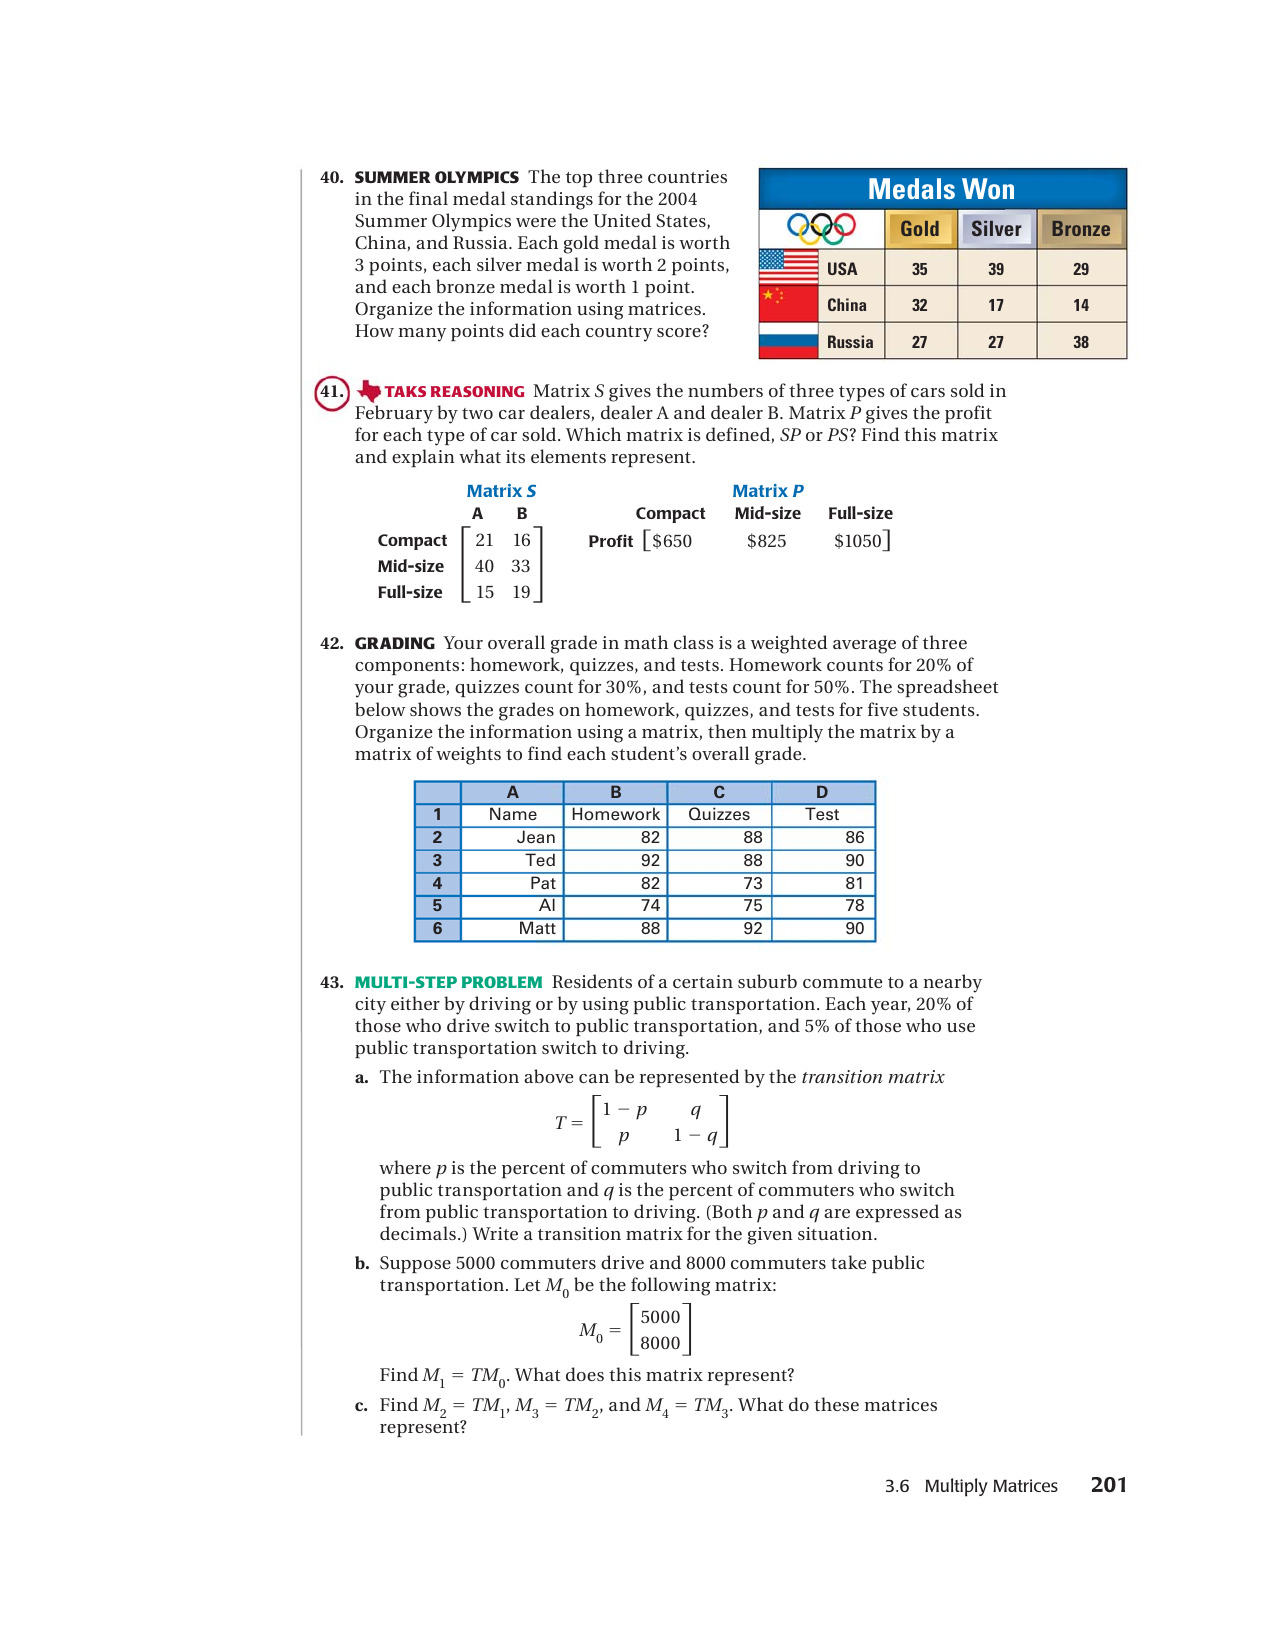 40. SUMMER OLYMPICS The top three countries
in the final medal standings for the 2004
Summer Olympics were the United States,
China, and Russia. Each gold medal is worth
3 points, each silver medal is worth 2 points,
and each bronze medal is worth 1 point.
Organize the information using matrices.
How many points did each country score?
Medals Won
Gold Silver Bronze
USA 35 39 29
China 32 17 14
Russia 27 27 38
41. TAKS REASONING Matrix S gives the numbers of three types of cars sold in
February by two car dealers, dealer A and dealer B. Matrix P gives the profit
for each type of car sold. Which matrix is defined, SP or PS? Find this matrix
and explain what its elements represent.
Matrix S Matrix P
A B Compact Mid-size Full-size
Compact [21 16] Profit [$650 $825 $1050]
Mid-size [40 33]
Full-size [15 19]
42. GRADING Your overall grade in math class is a weighted average of three
components: homework, quizzes, and tests. Homework counts for 20% of
your grade, quizzes count for 30%, and tests count for 50%. The spreadsheet
below shows the grades on homework, quizzes, and tests for five students.
Organize the information using a matrix, then multiply the matrix by a
matrix of weights to find each student’s overall grade.
A B C D
1 Name Homework Quizzes Test
2 Jean 82 88 86
3 Ted 92 88 90
4 Pat 82 73 81
5 Al 74 75 78
6 Matt 88 92 90
43. MULTI-STEP PROBLEM Residents of a certain suburb commute to a nearby
city either by driving or by using public transportation. Each year, 20% of
those who drive switch to public transportation, and 5% of those who use
public transportation switch to driving.
a. The information above can be represented by the transition matrix
T = [1 − p q]
[p 1 − q]
where p is the percent of commuters who switch from driving to
public transportation and q is the percent of commuters who switch
from public transportation to driving. (Both p and q are expressed as
decimals.) Write a transition matrix for the given situation.
b. Suppose 5000 commuters drive and 8000 commuters take public
transportation. Let M₀ be the following matrix:
M₀ = [5000]
[8000]
Find M₁ = TM₀. What does this matrix represent?
c. Find M₂ = TM₁, M₃ = TM₂, and M₄ = TM₃. What do these matrices
represent?
3.6 Multiply Matrices 201